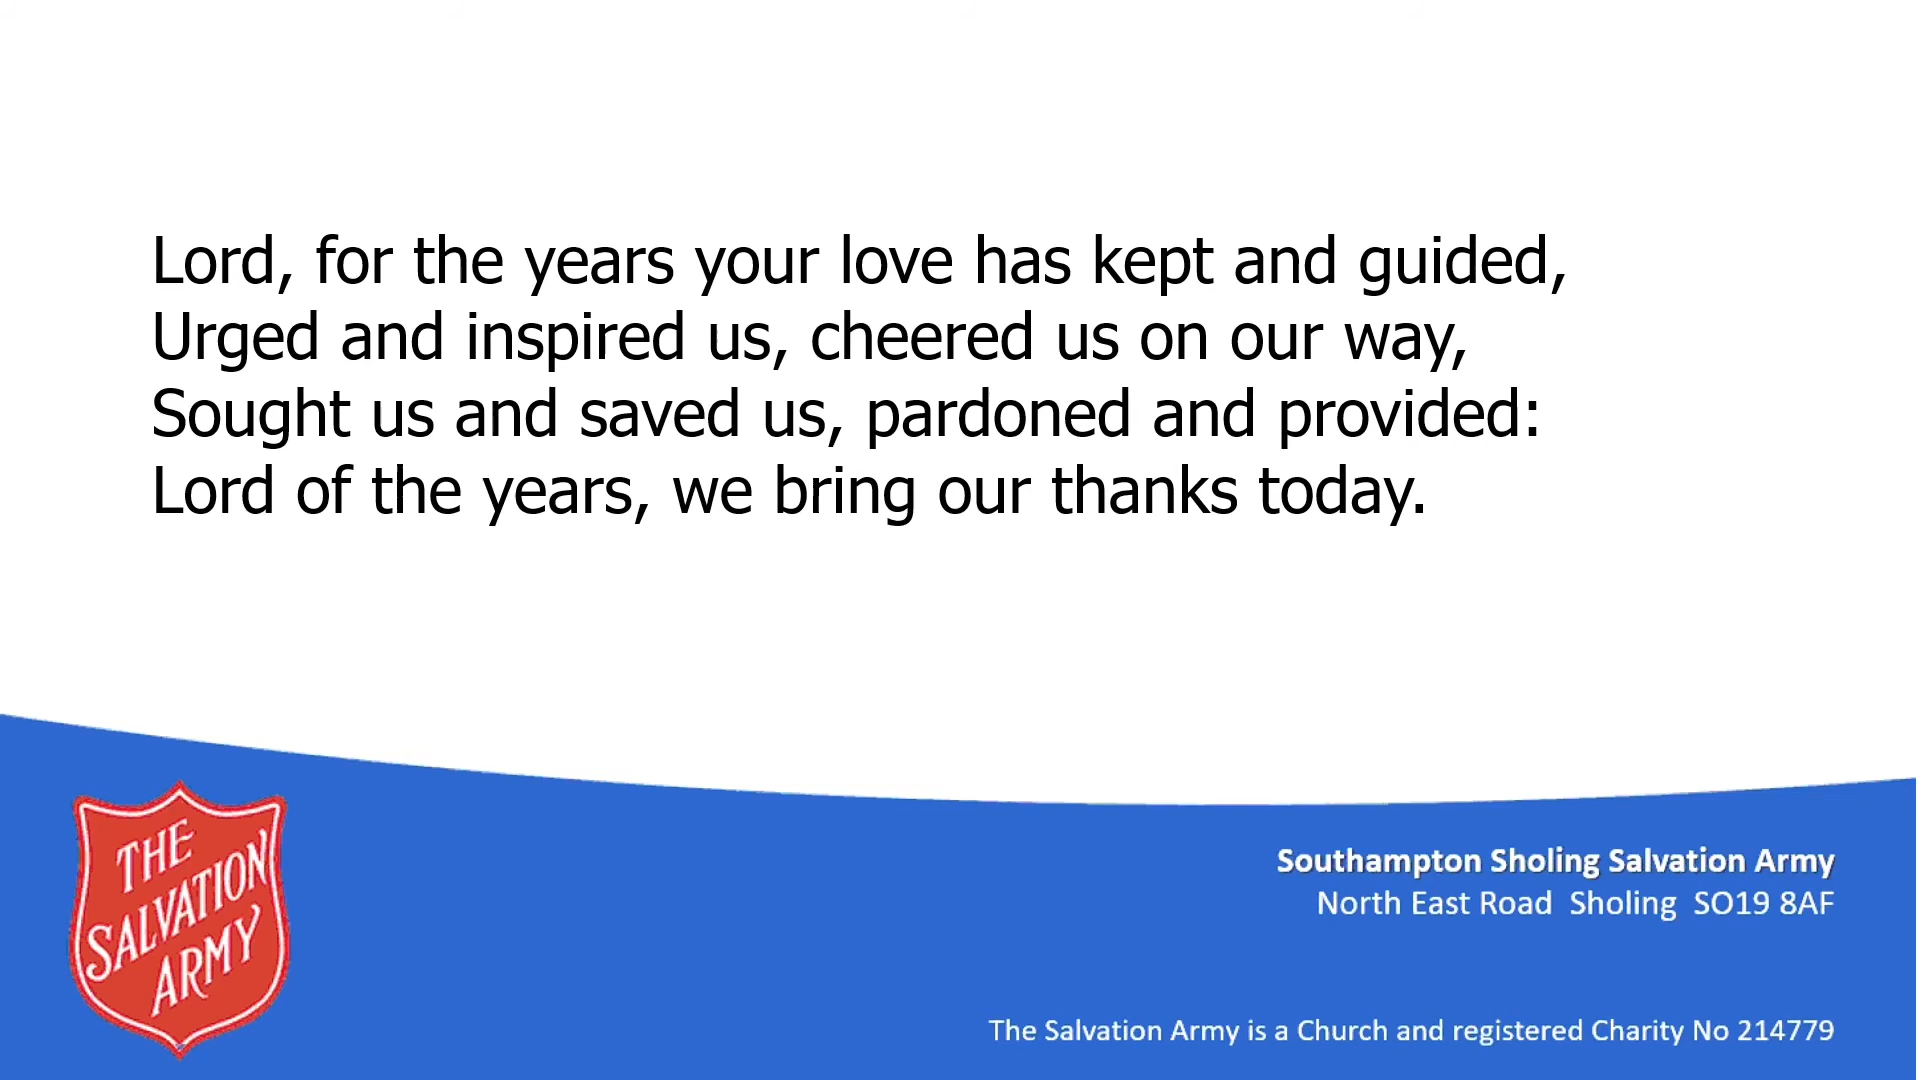 Lord, for the years your love has kept and guided,
Urged and inspired us, cheered us on our way,
Sought us and saved us, pardoned and provided:
Lord of the years, we bring our thanks today.
THE
SALVATION
ARMY
Southampton Sholing Salvation Army
North East Road  Sholing  SO19 8AF
The Salvation Army is a Church and registered Charity No 214779